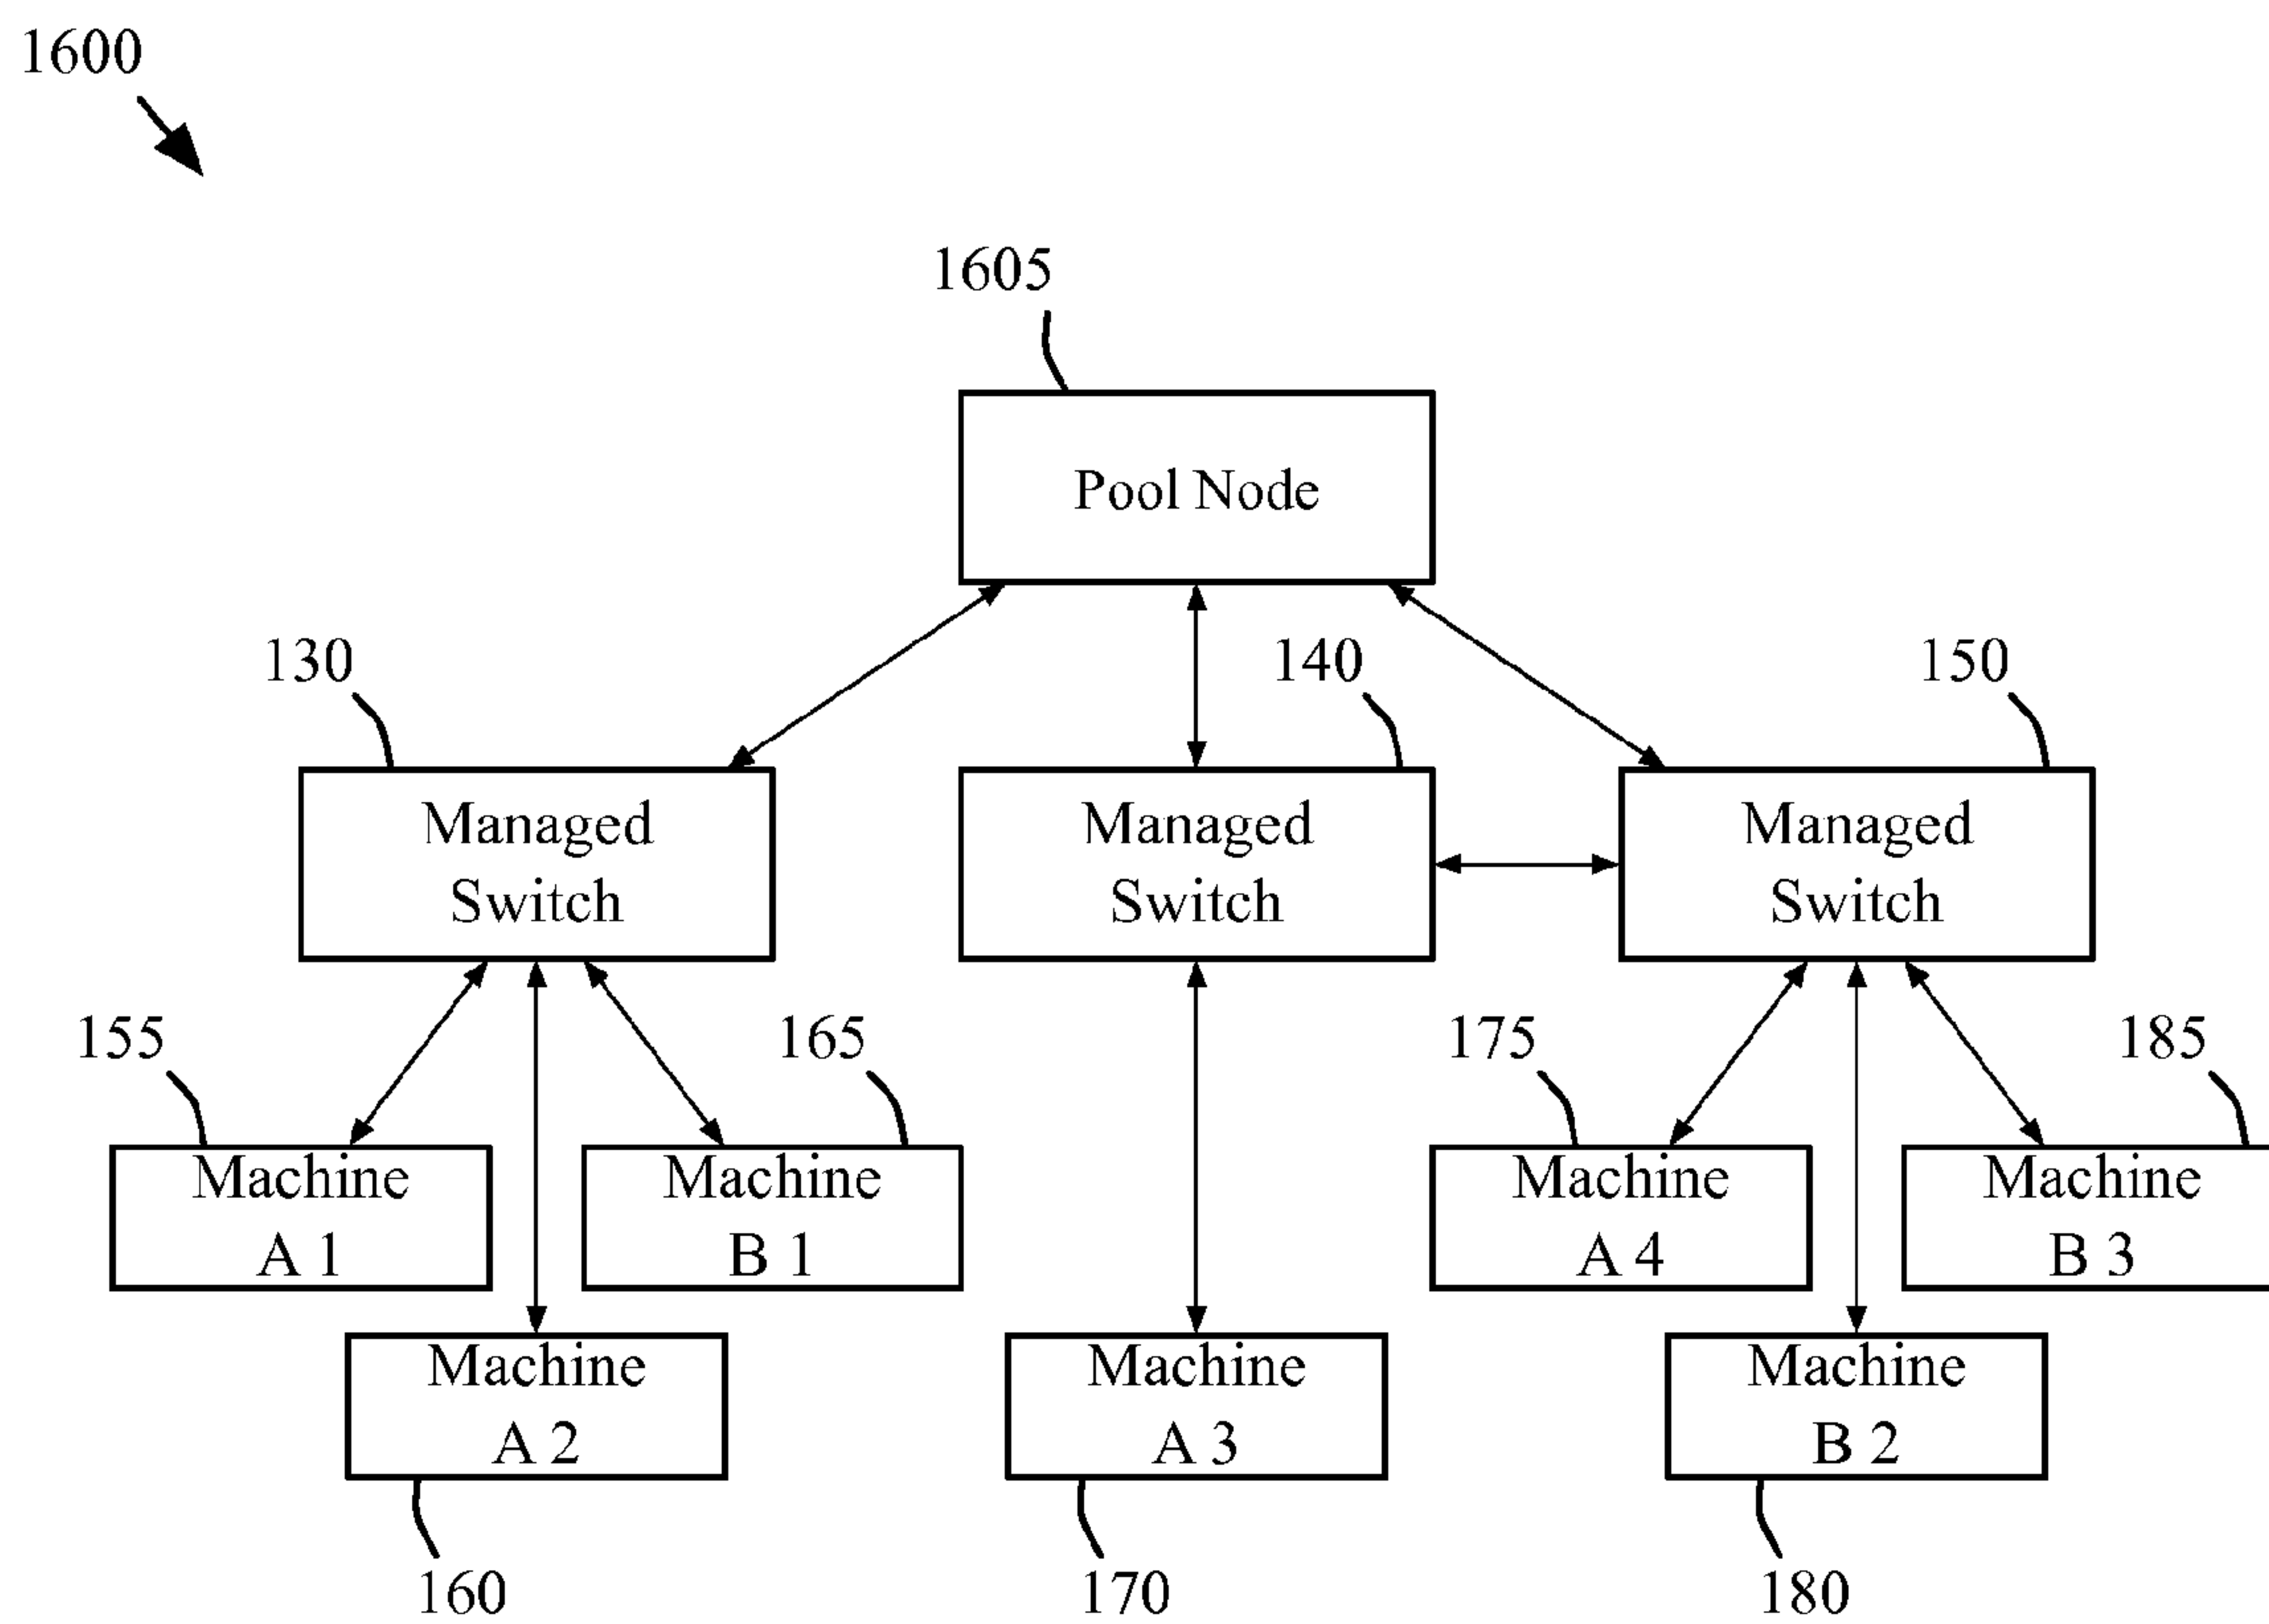 1600
1605
Pool Node
130
140
150
Managed
Switch
Managed
Switch
Managed
Switch
155
165
175
185
Machine
A 1
Machine
B 1
Machine
A 4
Machine
B 3
Machine
A 2
Machine
A 3
Machine
B 2
160
170
180